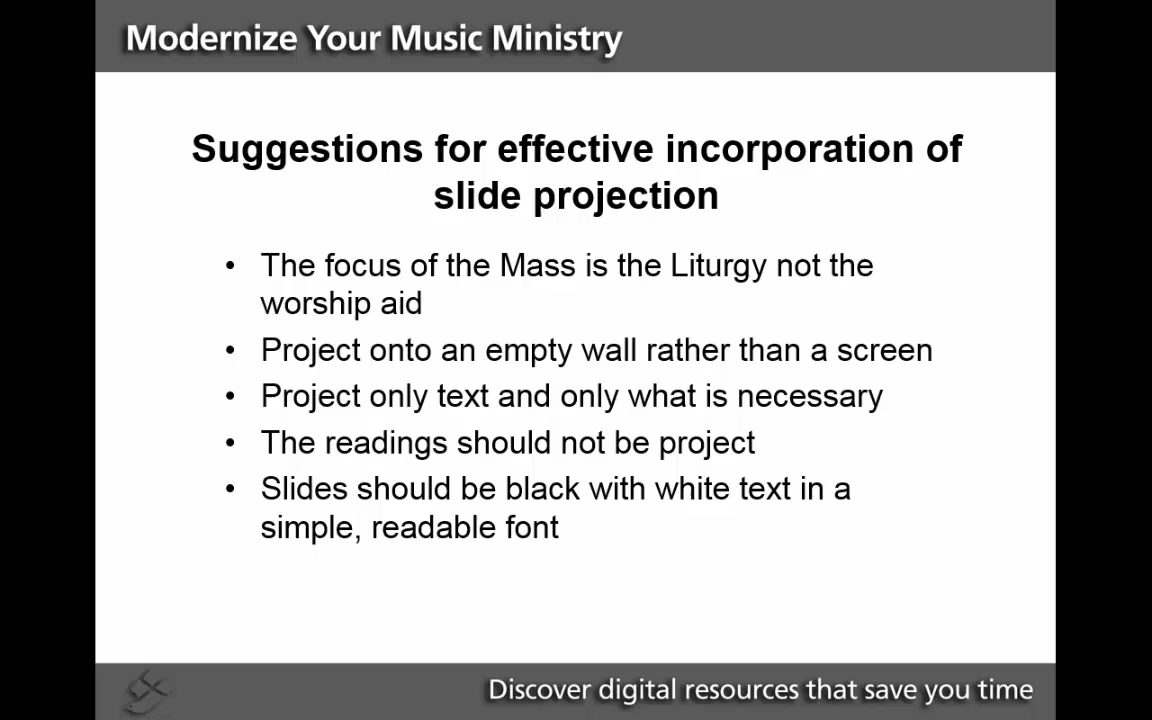 Modernize Your Music Ministry
Suggestions for effective incorporation of
slide projection
• The focus of the Mass is the Liturgy not the
worship aid
• Project onto an empty wall rather than a screen
• Project only text and only what is necessary
• The readings should not be project
• Slides should be black with white text in a
simple, readable font
Discover digital resources that save you time